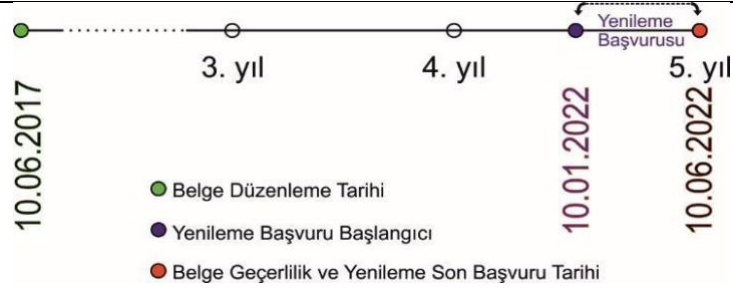 Yenileme
Başvurusu
3. yıl
4. yıl
5. yıl
10.06.2017
10.01.2022
10.06.2022
Belge Düzenleme Tarihi
Yenileme Başvuru Başlangıcı
Belge Geçerlilik ve Yenileme Son Başvuru Tarihi